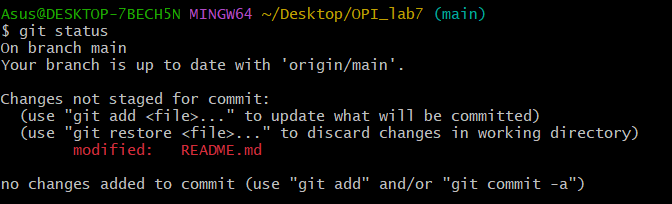 Asus@DESKTOP-7BECH5N MINGW64 ~/Desktop/OPI_lab7 (main)
$ git status
On branch main
Your branch is up to date with 'origin/main'.

Changes not staged for commit:
  (use "git add <file>..." to update what will be committed)
  (use "git restore <file>..." to discard changes in working directory)
        modified:   README.md

no changes added to commit (use "git add" and/or "git commit -a")